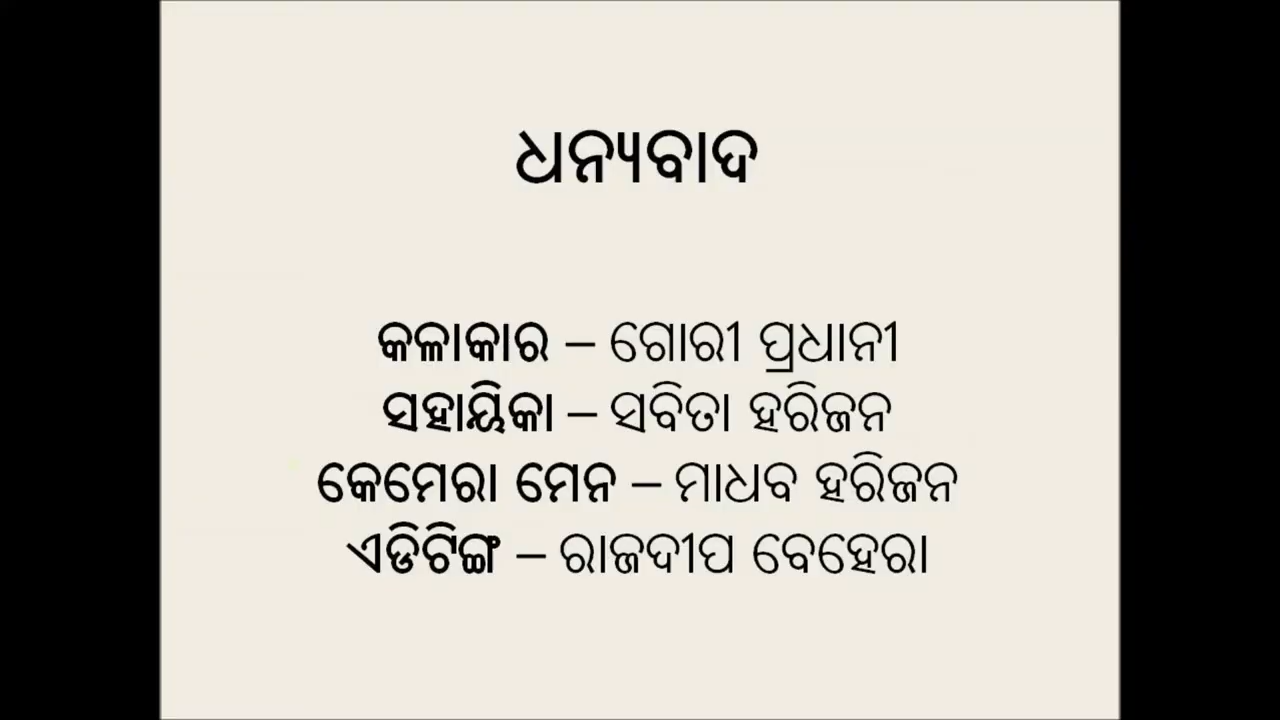 ଧନ୍ୟବାଦ
କଳାକାର – ଗୋରୀ ପ୍ରଧାନୀ
ସହାୟିକା – ସବିତା ହରିଜନ
କେମେରା ମେନ – ମାଧବ ହରିଜନ
ଏଡିଟିଙ୍ଗ – ରାଜଦୀପ ବେହେରା